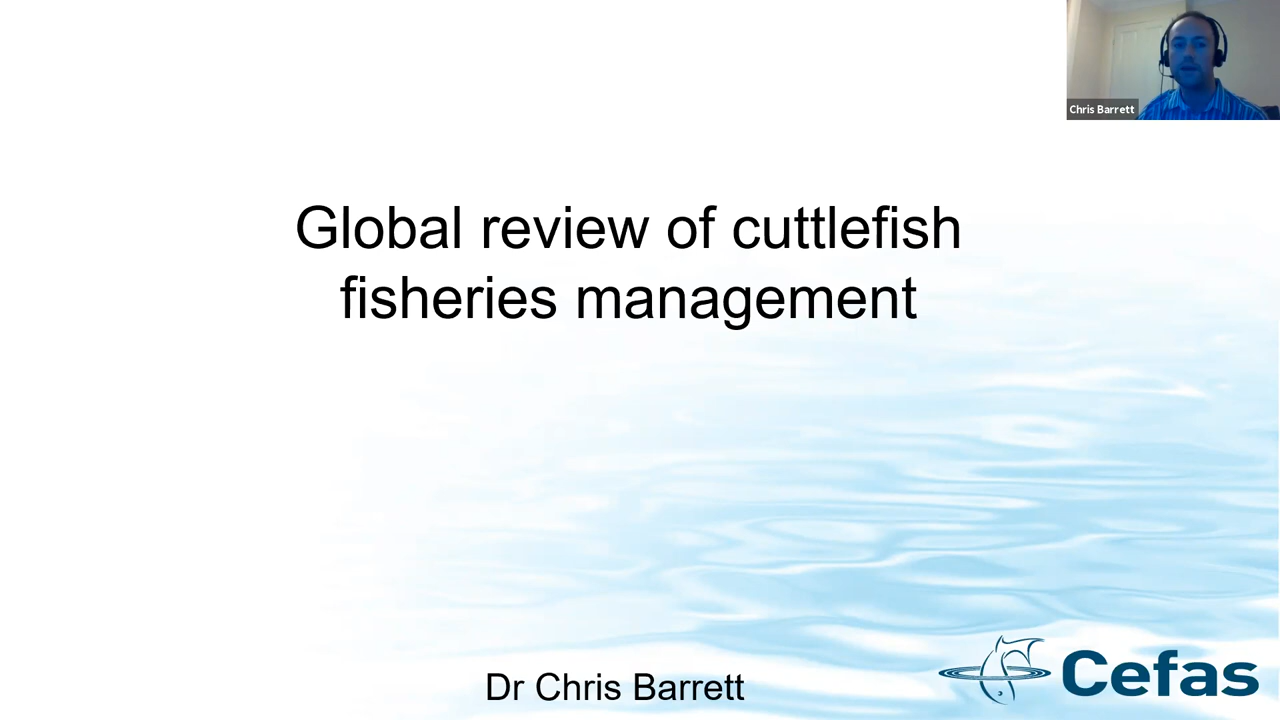 Chris Barrett
Global review of cuttlefish
fisheries management
Dr Chris Barrett
Cefas